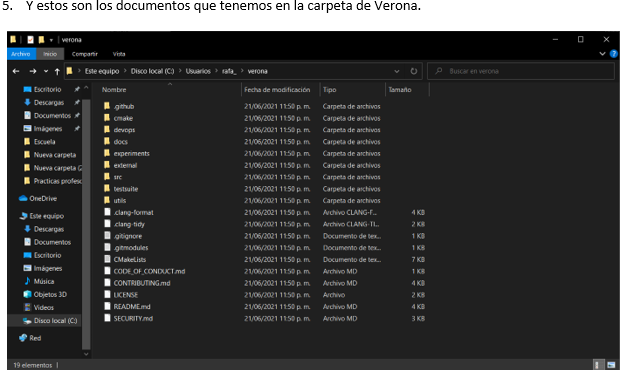 5. Y estos son los documentos que tenemos en la carpeta de Verona.
verona
Archivo Inicio Compartir Vista
Este equipo > Disco local (C:) > Usuarios > rafa_ > verona
Buscar en verona
Nombre Fecha de modificación Tipo Tamaño
Escritorio
Descargas
Documentos
Imágenes
Escuela
Nueva carpeta
Nueva carpeta (2
Practicas profesc
OneDrive
Este equipo
Descargas
Documentos
Escritorio
Imágenes
Música
Objetos 3D
Videos
Disco local (C:)
Red
.github 21/06/2021 11:50 p. m. Carpeta de archivos
cmake 21/06/2021 11:50 p. m. Carpeta de archivos
devops 21/06/2021 11:50 p. m. Carpeta de archivos
docs 21/06/2021 11:50 p. m. Carpeta de archivos
experiments 21/06/2021 11:50 p. m. Carpeta de archivos
external 21/06/2021 11:50 p. m. Carpeta de archivos
src 21/06/2021 11:50 p. m. Carpeta de archivos
testsuite 21/06/2021 11:50 p. m. Carpeta de archivos
utils 21/06/2021 11:50 p. m. Carpeta de archivos
.clang-format 21/06/2021 11:50 p. m. Archivo CLANG-F... 4 KB
.clang-tidy 21/06/2021 11:50 p. m. Archivo CLANG-TI... 2 KB
.gitignore 21/06/2021 11:50 p. m. Documento de tex... 1 KB
.gitmodules 21/06/2021 11:50 p. m. Documento de tex... 1 KB
CMakeLists 21/06/2021 11:50 p. m. Documento de tex... 7 KB
CODE_OF_CONDUCT.md 21/06/2021 11:50 p. m. Archivo MD 1 KB
CONTRIBUTING.md 21/06/2021 11:50 p. m. Archivo MD 4 KB
LICENSE 21/06/2021 11:50 p. m. Archivo 2 KB
README.md 21/06/2021 11:50 p. m. Archivo MD 4 KB
SECURITY.md 21/06/2021 11:50 p. m. Archivo MD 3 KB
19 elementos